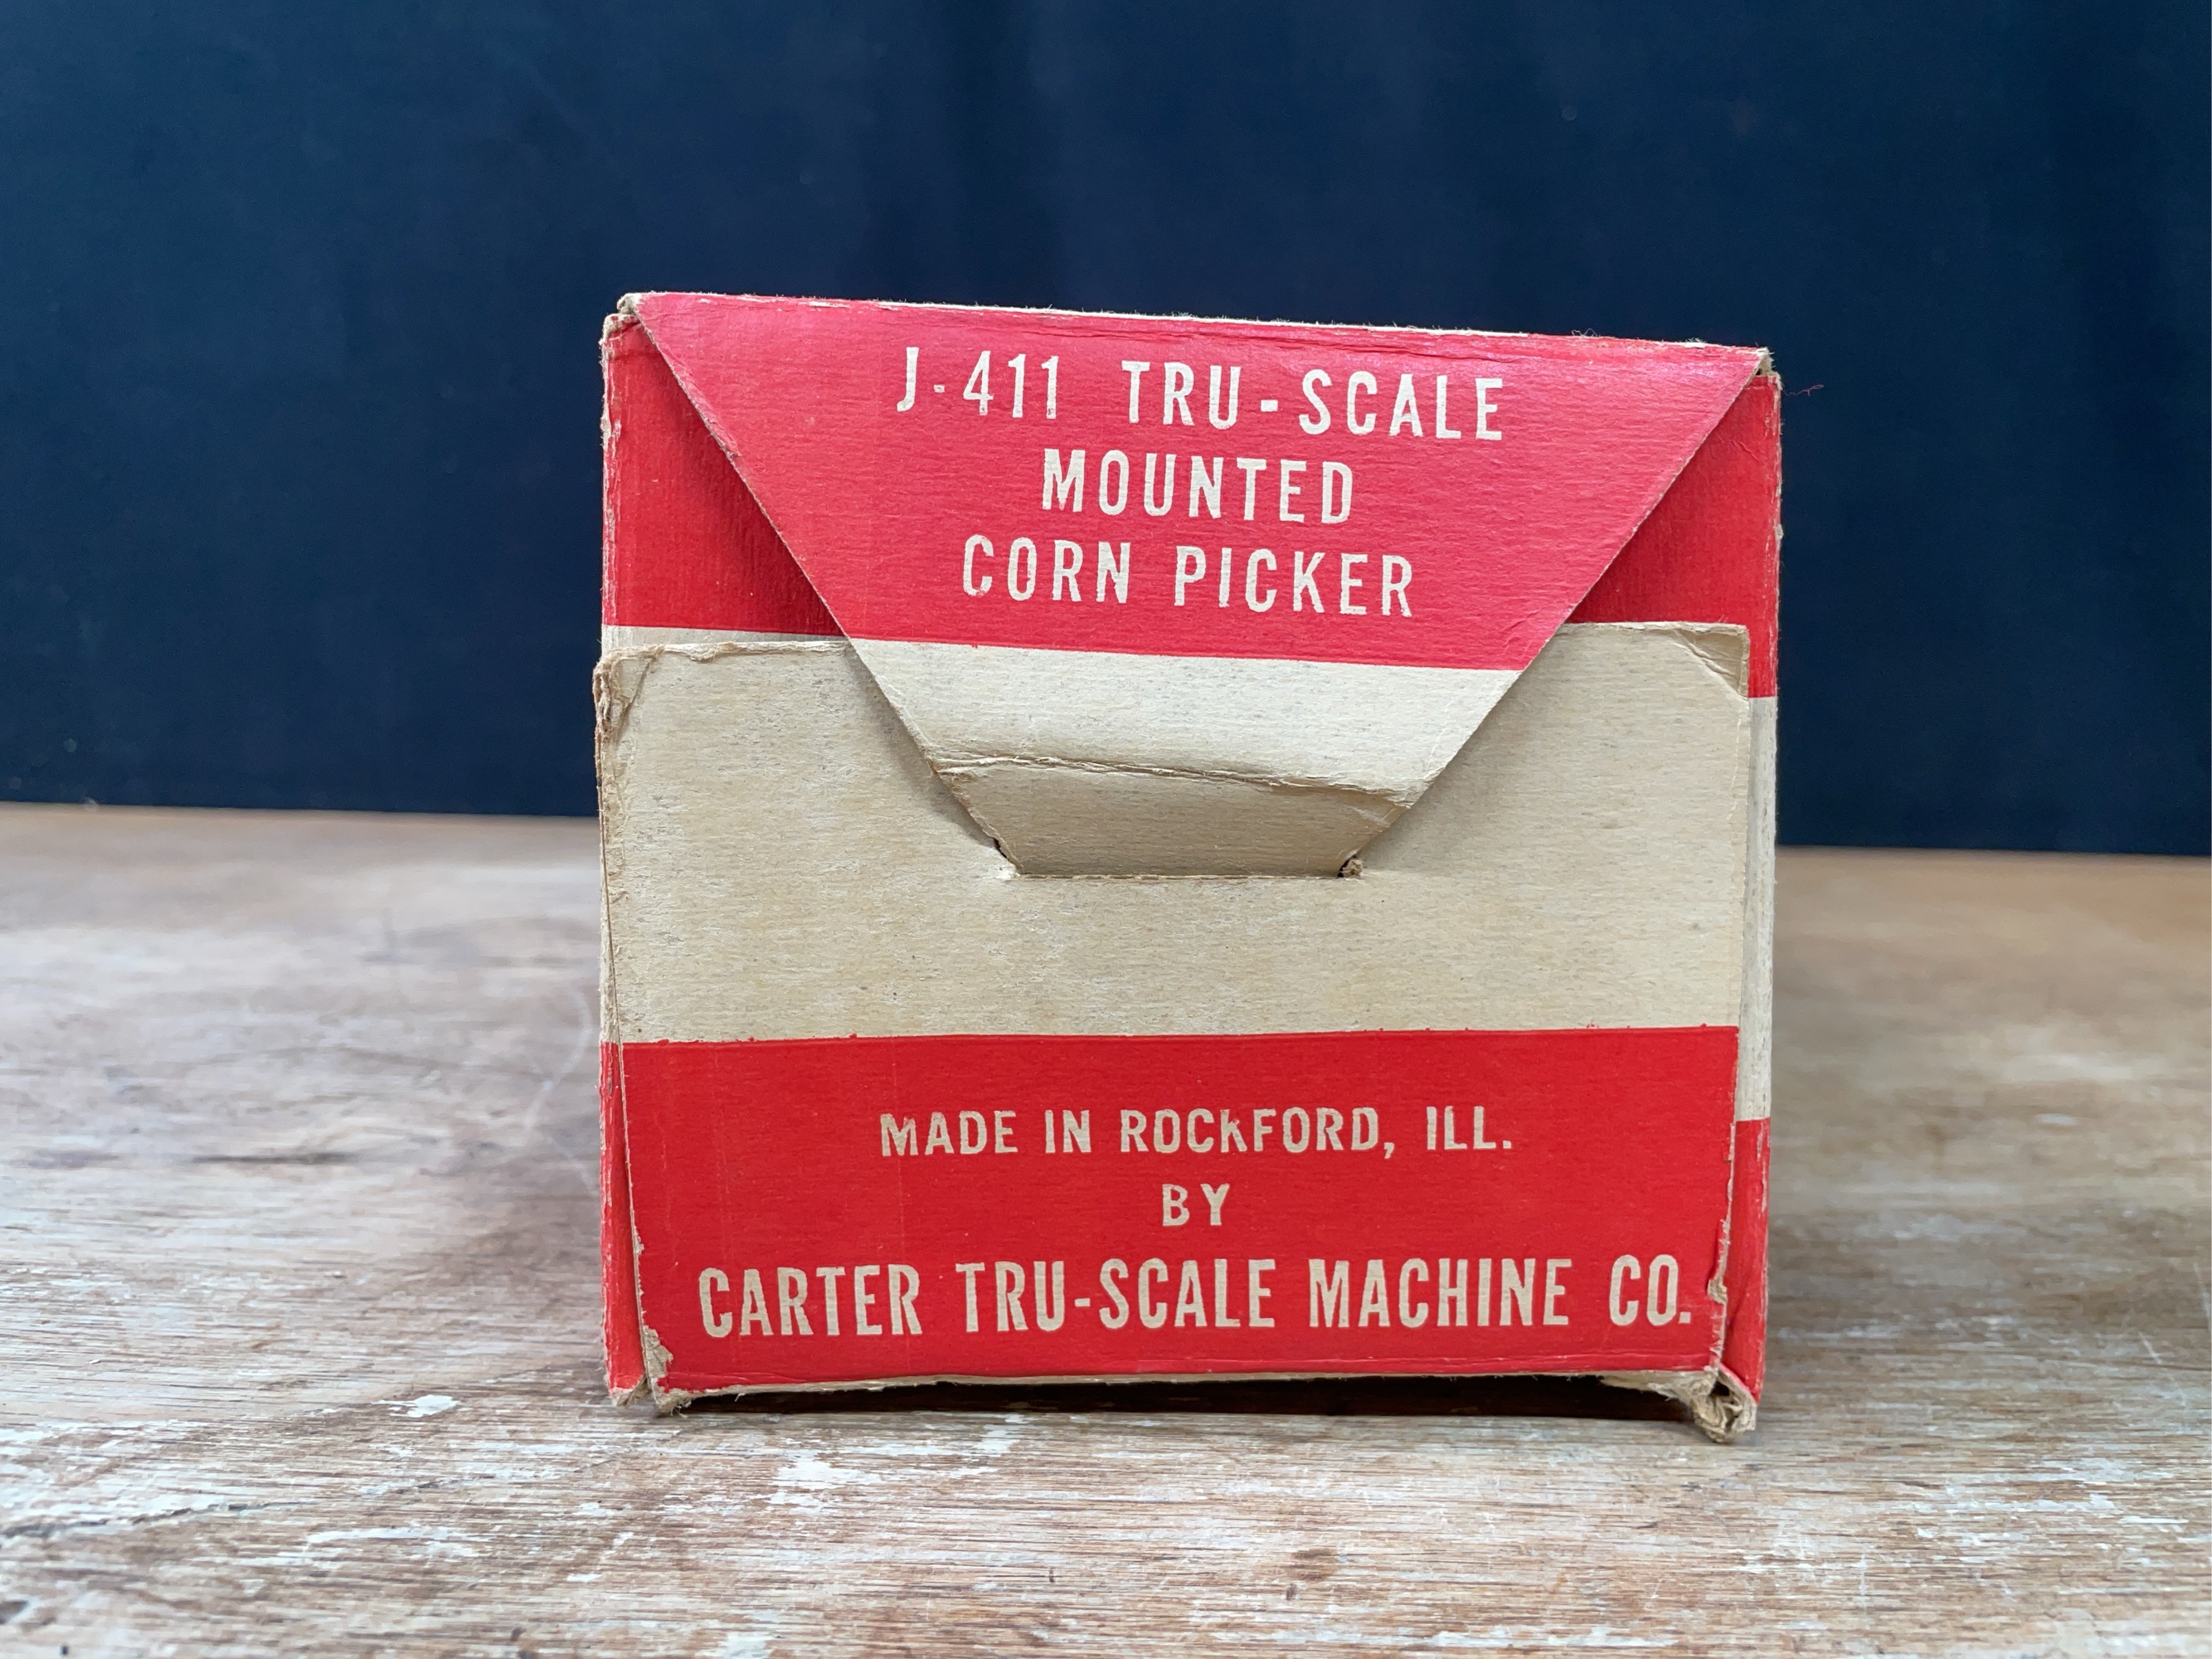 J-411 TRU-SCALE
MOUNTED
CORN PICKER
MADE IN ROCKFORD, ILL.
BY
CARTER TRU-SCALE MACHINE CO.